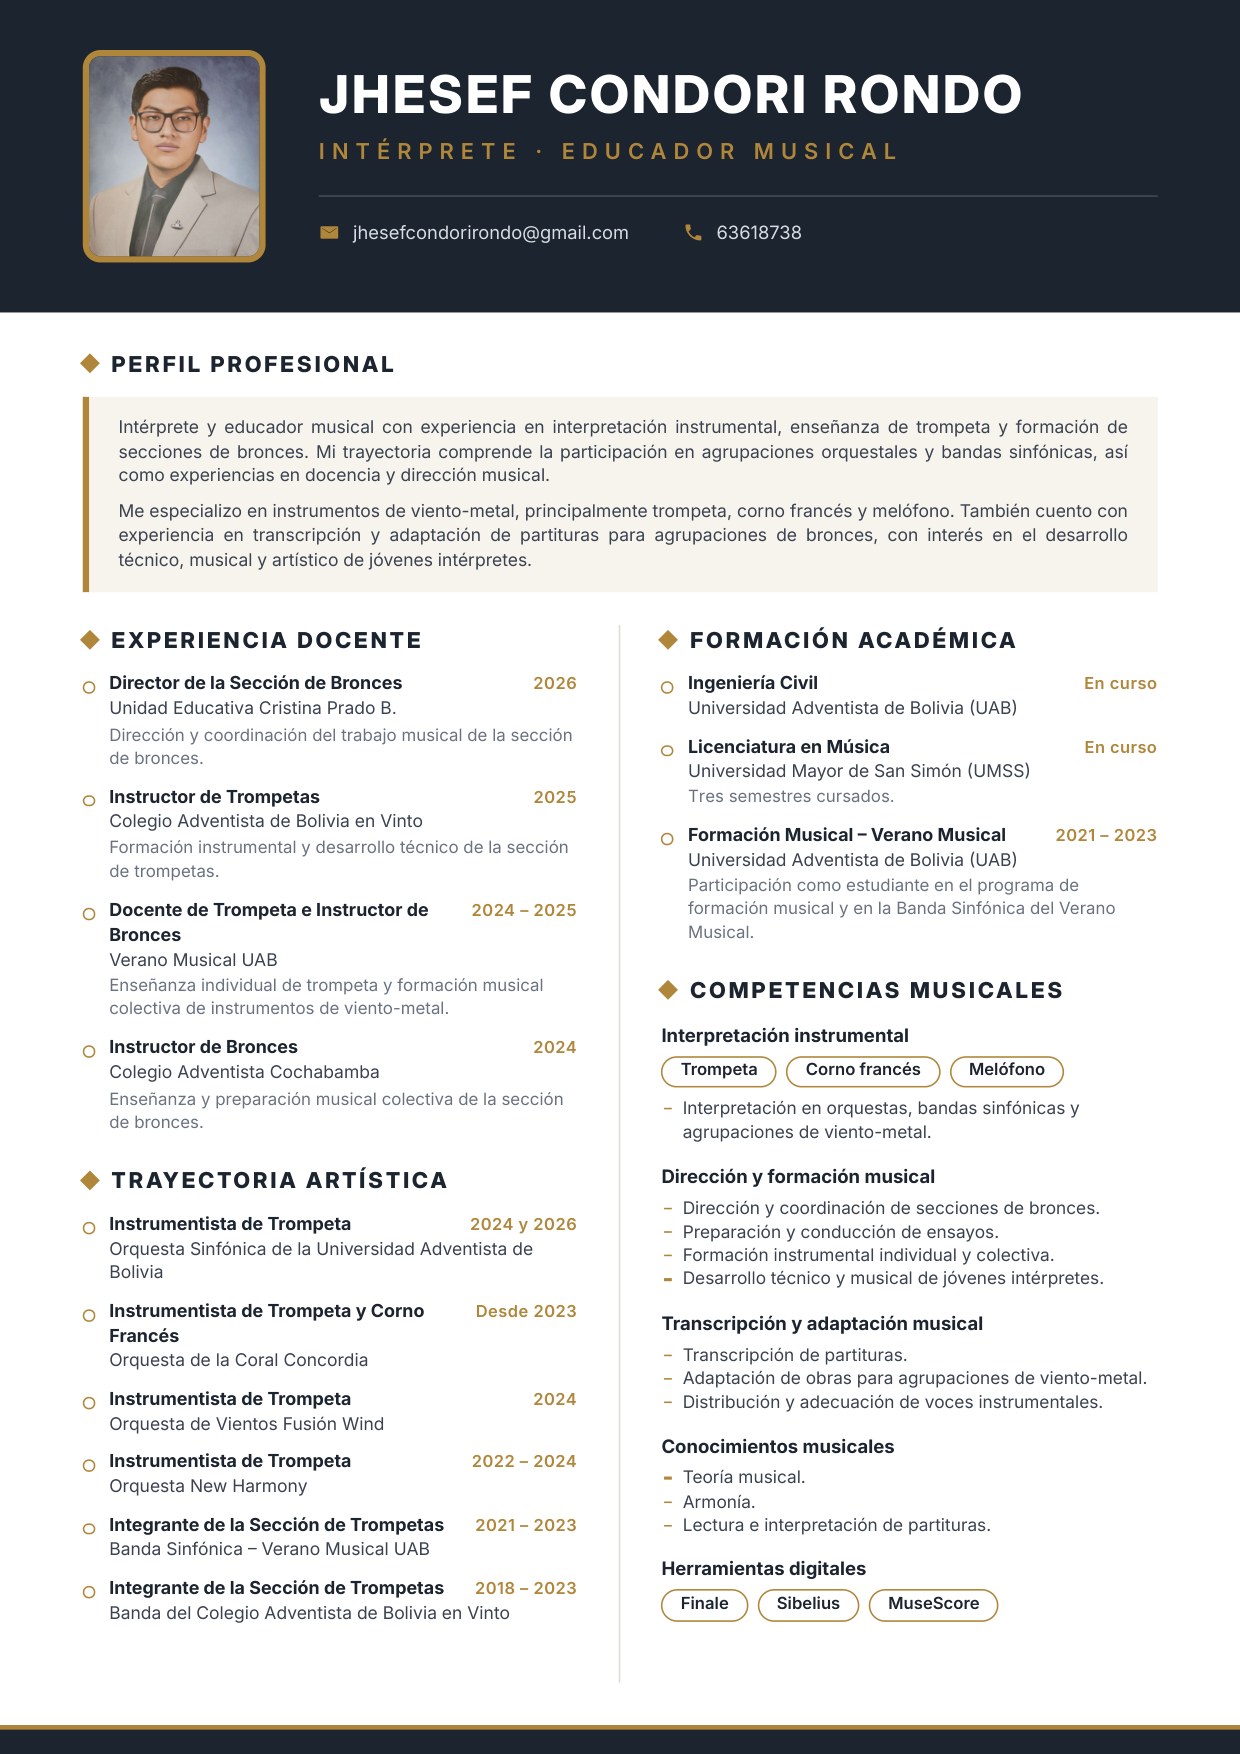 JHESEF CONDORI RONDO
INTÉRPRETE · EDUCADOR MUSICAL
jhesefcondorirondo@gmail.com
63618738
PERFIL PROFESIONAL
Intérprete y educador musical con experiencia en interpretación instrumental, enseñanza de trompeta y formación de
secciones de bronces. Mi trayectoria comprende la participación en agrupaciones orquestales y bandas sinfónicas, así
como experiencias en docencia y dirección musical.
Me especializo en instrumentos de viento-metal, principalmente trompeta, corno francés y melófono. También cuento con
experiencia en transcripción y adaptación de partituras para agrupaciones de bronces, con interés en el desarrollo
técnico, musical y artístico de jóvenes intérpretes.
EXPERIENCIA DOCENTE
Director de la Sección de Bronces 2026
Unidad Educativa Cristina Prado B.
Dirección y coordinación del trabajo musical de la sección
de bronces.
Instructor de Trompetas 2025
Colegio Adventista de Bolivia en Vinto
Formación instrumental y desarrollo técnico de la sección
de trompetas.
Docente de Trompeta e Instructor de 2024 – 2025
Bronces
Verano Musical UAB
Enseñanza individual de trompeta y formación musical
colectiva de instrumentos de viento-metal.
Instructor de Bronces 2024
Colegio Adventista Cochabamba
Enseñanza y preparación musical colectiva de la sección
de bronces.
TRAYECTORIA ARTÍSTICA
Instrumentista de Trompeta 2024 y 2026
Orquesta Sinfónica de la Universidad Adventista de
Bolivia
Instrumentista de Trompeta y Corno Desde 2023
Francés
Orquesta de la Coral Concordia
Instrumentista de Trompeta 2024
Orquesta de Vientos Fusión Wind
Instrumentista de Trompeta 2022 – 2024
Orquesta New Harmony
Integrante de la Sección de Trompetas 2021 – 2023
Banda Sinfónica – Verano Musical UAB
Integrante de la Sección de Trompetas 2018 – 2023
Banda del Colegio Adventista de Bolivia en Vinto
FORMACIÓN ACADÉMICA
Ingeniería Civil En curso
Universidad Adventista de Bolivia (UAB)
Licenciatura en Música En curso
Universidad Mayor de San Simón (UMSS)
Tres semestres cursados.
Formación Musical – Verano Musical 2021 – 2023
Universidad Adventista de Bolivia (UAB)
Participación como estudiante en el programa de
formación musical y en la Banda Sinfónica del Verano
Musical.
COMPETENCIAS MUSICALES
Interpretación instrumental
Trompeta Corno francés Melófono
– Interpretación en orquestas, bandas sinfónicas y
agrupaciones de viento-metal.
Dirección y formación musical
– Dirección y coordinación de secciones de bronces.
– Preparación y conducción de ensayos.
– Formación instrumental individual y colectiva.
– Desarrollo técnico y musical de jóvenes intérpretes.
Transcripción y adaptación musical
– Transcripción de partituras.
– Adaptación de obras para agrupaciones de viento-metal.
– Distribución y adecuación de voces instrumentales.
Conocimientos musicales
– Teoría musical.
– Armonía.
– Lectura e interpretación de partituras.
Herramientas digitales
Finale Sibelius MuseScore